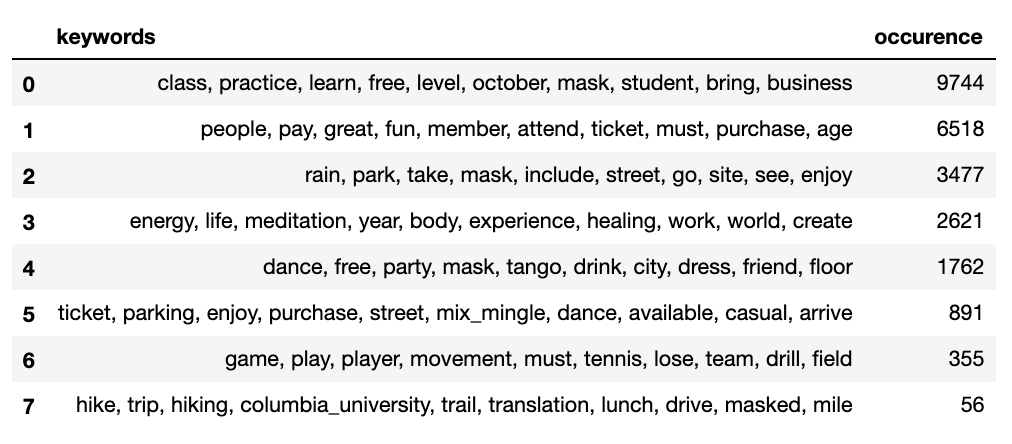 keywords occurence
0 class, practice, learn, free, level, october, mask, student, bring, business 9744
1 people, pay, great, fun, member, attend, ticket, must, purchase, age 6518
2 rain, park, take, mask, include, street, go, site, see, enjoy 3477
3 energy, life, meditation, year, body, experience, healing, work, world, create 2621
4 dance, free, party, mask, tango, drink, city, dress, friend, floor 1762
5 ticket, parking, enjoy, purchase, street, mix_mingle, dance, available, casual, arrive 891
6 game, play, player, movement, must, tennis, lose, team, drill, field 355
7 hike, trip, hiking, columbia_university, trail, translation, lunch, drive, masked, mile 56